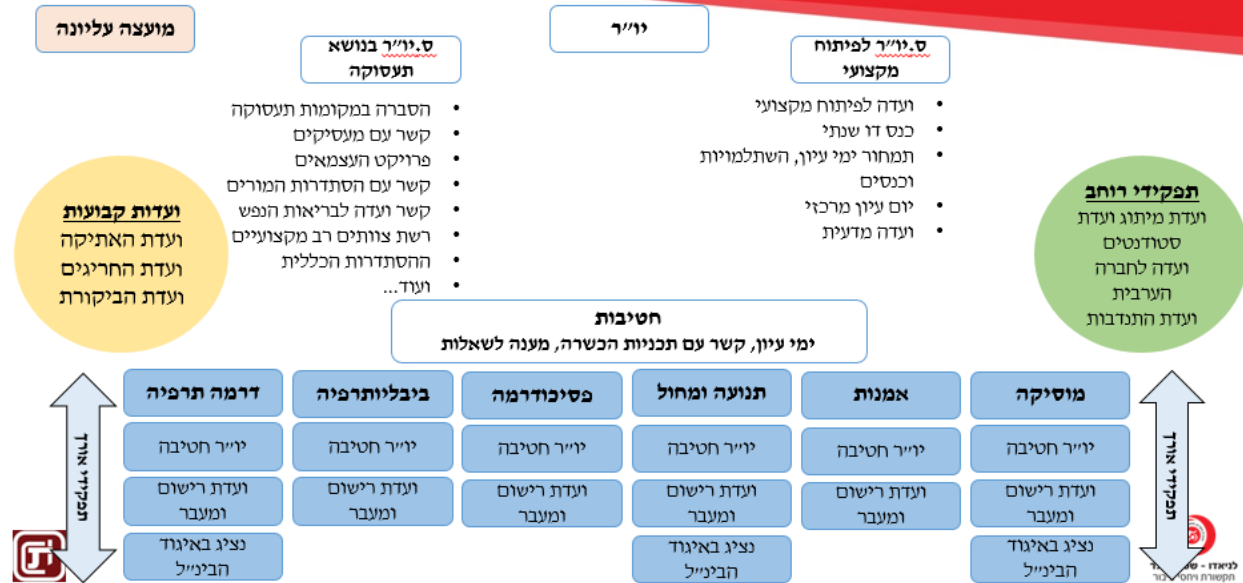 מועצה עליונה
יו״ר
ס.יו״ר לפיתוח
מקצועי
ועדה לפיתוח מקצועי
כנס דו שנתי
תמחור ימי עיון, השתלמויות
וכנסים
יום עיון מרכזי
ועדה מדעית
ס.יו״ר בנושא
תעסוקה
הסברה במקומות תעסוקה
קשר עם מעסיקים
פרויקט העצמאים
קשר עם הסתדרות המורים
קשר ועדה לבריאות הנפש
רשת צוותים רב מקצועיים
ההסתדרות הכללית
ועוד...
תפקידי רוחב
ועדת מיתוג ועדת
סטודנטים
ועדה לחברה
הערבית
ועדת התנדבות
ועדות קבועות
ועדת האתיקה
ועדת החריגים
ועדת הביקורת
חטיבות
ימי עיון, קשר עם תכניות הכשרה, מענה לשאלות
תפקידי אורך
מוסיקה
יו״ר חטיבה
ועדת רישום
ומעבר
נציג באיגוד
הבינ״ל
אמנות
יו״ר חטיבה
ועדת רישום
ומעבר
תנועה ומחול
יו״ר חטיבה
ועדת רישום
ומעבר
נציג באיגוד
הבינ״ל
פסיכודרמה
יו״ר חטיבה
ועדת רישום
ומעבר
ביבליותרפיה
יו״ר חטיבה
ועדת רישום
ומעבר
דרמה תרפיה
יו״ר חטיבה
ועדת רישום
ומעבר
נציג באיגוד
הבינ״ל
תפקידי אורך
לניאדו -
תקשורת